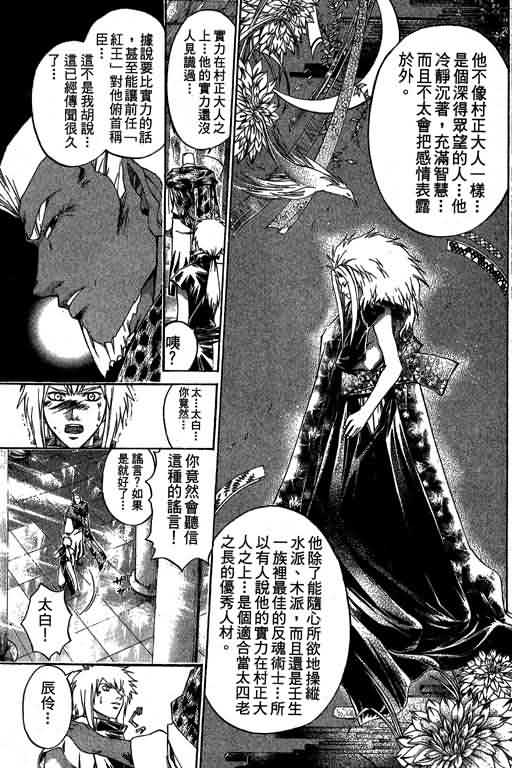 他不像村正大人一樣…
是個深得眾望的人…他
冷靜沉著，充滿智慧…
而且不太會把感情表露
於外。
他除了能隨心所欲地操縱
水派、木派，而且還是壬生
一族裡最佳的反魂術士…所
以有人說他的實力在村正大
人之上…是個適合當太四老
之長的優秀人材。
實力在村正大人之
上…他的實力還沒
人見識過…
咦？
據說要比實力的話
，甚至能讓前任「
紅王」對他俯首稱
臣…
這不是我胡說…
這已經傳聞很久
了…
太…太白…
你竟然…
你竟然會聽信
這種的謠言！
謠言？如果
是就好了…
太白！
辰伶…